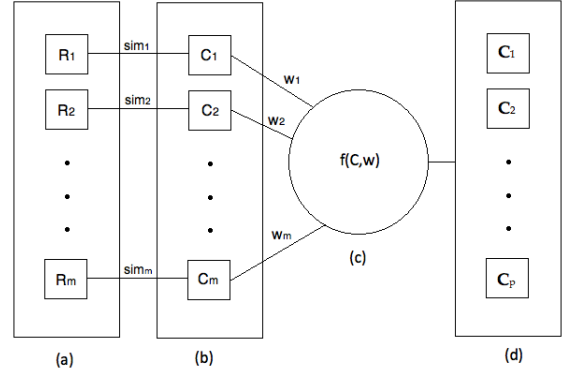 R1 sim1 C1 w1 C1
R2 sim2 C2 w2 C2
f(C,w)
wm
(c)
Rm simm Cm Cp
(a) (b) (d)